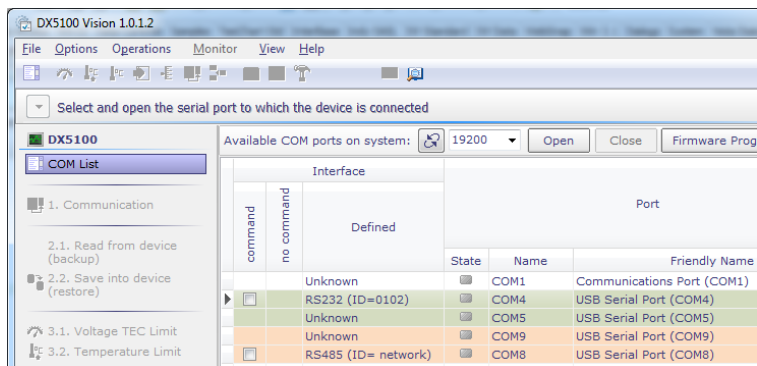 DX5100 Vision 1.0.1.2
File Options Operations Monitor View Help
Select and open the serial port to which the device is connected
DX5100
COM List
1. Communication
2.1. Read from device
(backup)
2.2. Save into device
(restore)
3.1. Voltage TEC Limit
3.2. Temperature Limit
Available COM ports on system: 19200 Open Close Firmware Prog
Interface
Port
command
no command
Defined
State Name Friendly Name
Unknown COM1 Communications Port (COM1)
RS232 (ID=0102) COM4 USB Serial Port (COM4)
Unknown COM5 USB Serial Port (COM5)
Unknown COM9 USB Serial Port (COM9)
RS485 (ID= network) COM8 USB Serial Port (COM8)